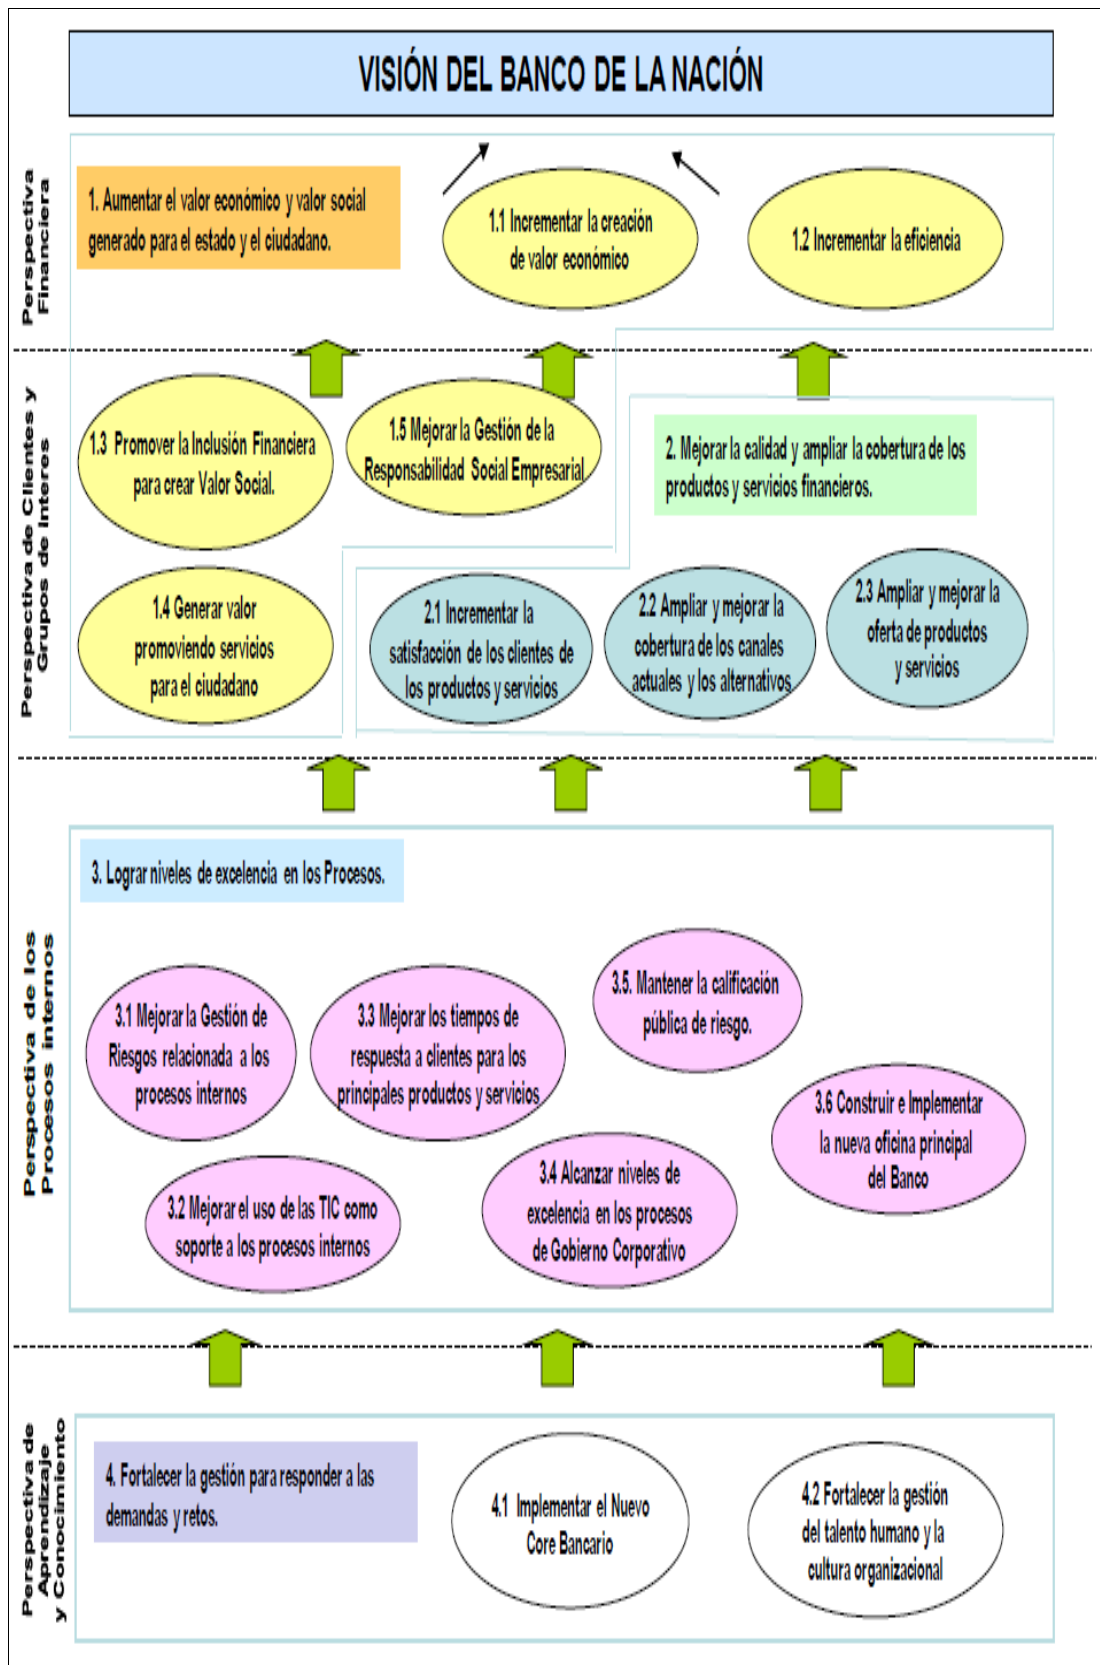 VISIÓN DEL BANCO DE LA NACIÓN
Perspectiva
Financiera
1. Aumentar el valor económico y valor social
generado para el estado y el ciudadano.
1.1 Incrementar la creación
de valor económico
1.2 Incrementar la eficiencia
Perspectiva de Clientes y
Grupos de Interes
1.3 Promover la Inclusión Financiera
para crear Valor Social.
1.5 Mejorar la Gestión de la
Responsabilidad Social Empresarial
2. Mejorar la calidad y ampliar la cobertura de los
productos y servicios financieros.
1.4 Generar valor
promoviendo servicios
para el ciudadano
2.1 Incrementar la
satisfacción de los clientes de
los productos y servicios
2.2 Ampliar y mejorar la
cobertura de los canales
actuales y los alternativos
2.3 Ampliar y mejorar la
oferta de productos
y servicios
Perspectiva de los
Procesos internos
3. Lograr niveles de excelencia en los Procesos.
3.1 Mejorar la Gestión de
Riesgos relacionada a los
procesos internos
3.3 Mejorar los tiempos de
respuesta a clientes para los
principales productos y servicios
3.5. Mantener la calificación
pública de riesgo.
3.6 Construir e Implementar
la nueva oficina principal
del Banco
3.2 Mejorar el uso de las TIC como
soporte a los procesos internos
3.4 Alcanzar niveles de
excelencia en los procesos
de Gobierno Corporativo
Perspectiva de
Aprendizaje
y Conocimiento
4. Fortalecer la gestión para responder a las
demandas y retos.
4.1 Implementar el Nuevo
Core Bancario
4.2 Fortalecer la gestión
del talento humano y la
cultura organizacional